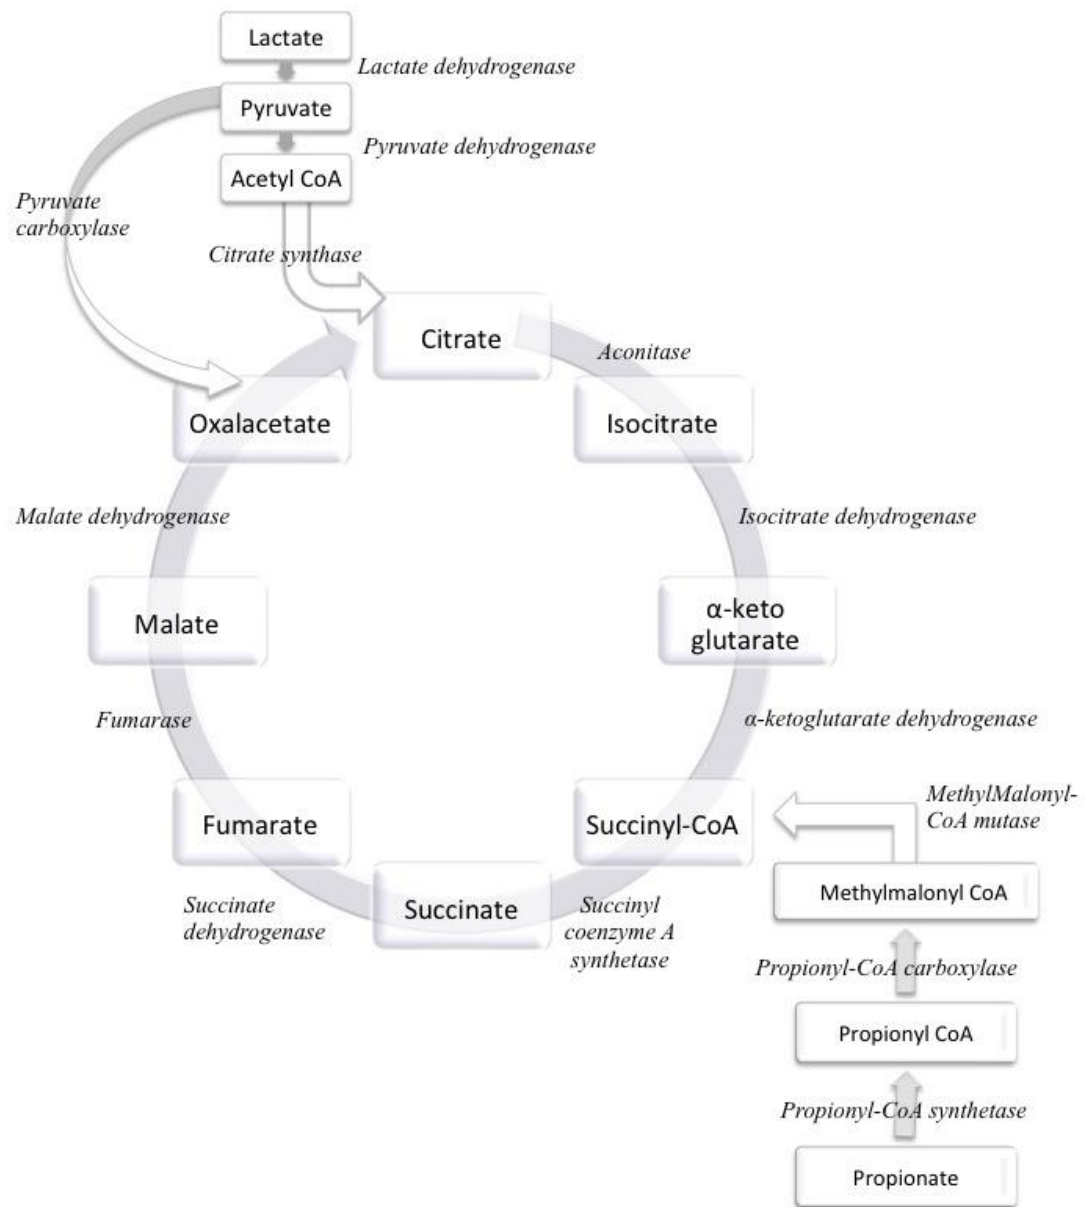 Lactate
Lactate dehydrogenase
Pyruvate
Pyruvate dehydrogenase
Acetyl CoA
Pyruvate
carboxylase
Citrate synthase
Citrate
Aconitase
Oxalacetate
Isocitrate
Malate dehydrogenase
Isocitrate dehydrogenase
Malate
α-keto
glutarate
Fumarase
α-ketoglutarate dehydrogenase
MethylMalonyl-
CoA mutase
Fumarate
Succinyl-CoA
Methylmalonyl CoA
Succinate
dehydrogenase
Succinate
Succinyl
coenzyme A
synthetase
Propionyl-CoA carboxylase
Propionyl CoA
Propionyl-CoA synthetase
Propionate